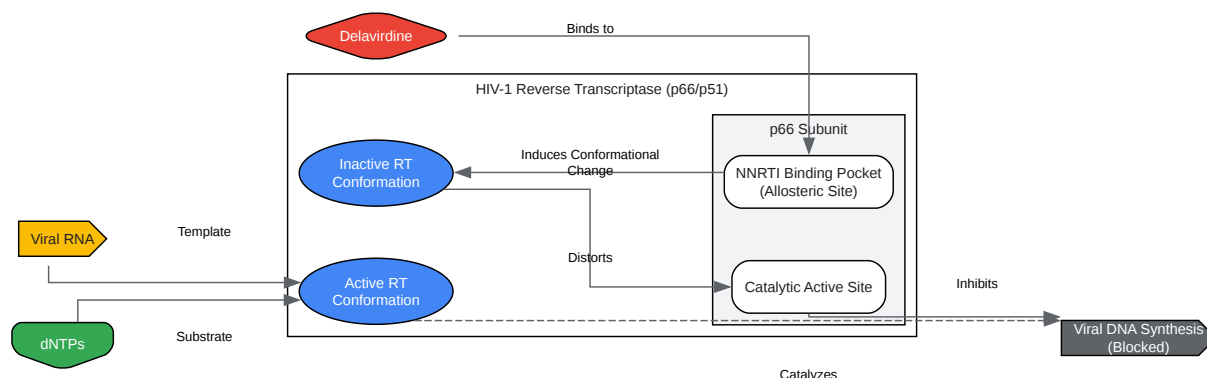 Delavirdine
Binds to
HIV-1 Reverse Transcriptase (p66/p51)
p66 Subunit
Inactive RT
Conformation
Induces Conformational
Change
NNRTI Binding Pocket
(Allosteric Site)
Viral RNA
Template
Distorts
Active RT
Conformation
Catalytic Active Site
Inhibits
dNTPs
Substrate
Viral DNA Synthesis
(Blocked)
Catalyzes